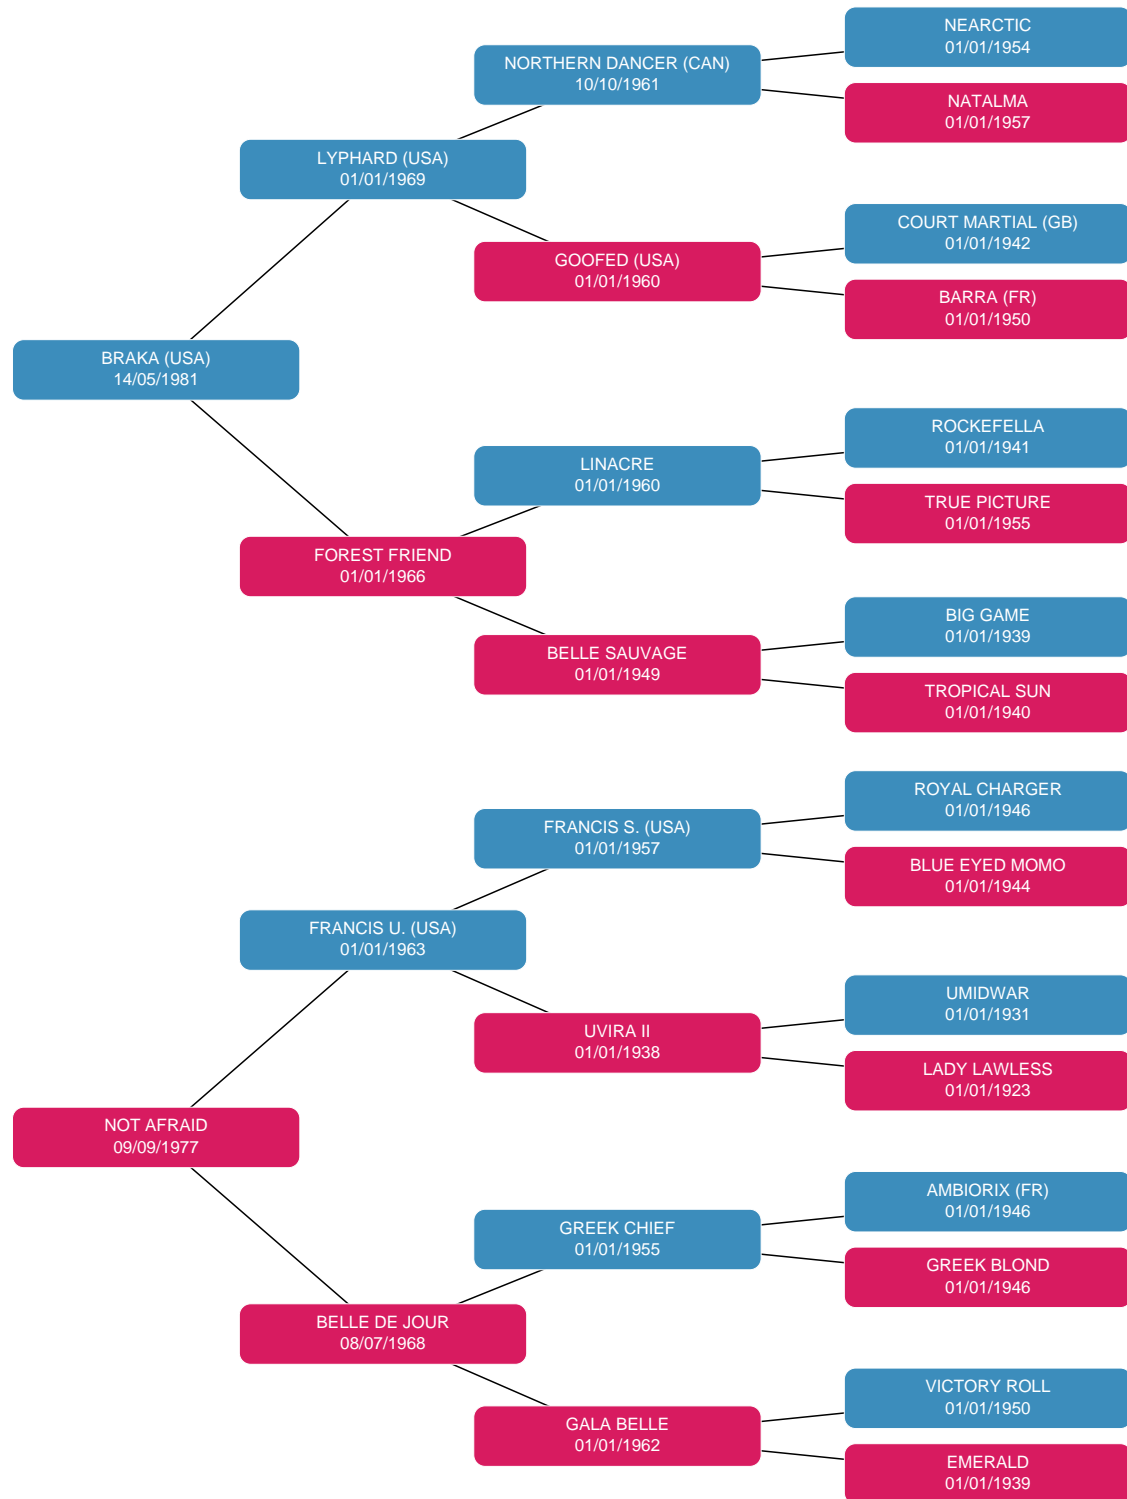 NEARCTIC
01/01/1954
NORTHERN DANCER (CAN)
10/10/1961
NATALMA
01/01/1957
LYPHARD (USA)
01/01/1969
COURT MARTIAL (GB)
01/01/1942
GOOFED (USA)
01/01/1960
BARRA (FR)
01/01/1950
BRAKA (USA)
14/05/1981
ROCKEFELLA
01/01/1941
LINACRE
01/01/1960
TRUE PICTURE
01/01/1955
FOREST FRIEND
01/01/1966
BIG GAME
01/01/1939
BELLE SAUVAGE
01/01/1949
TROPICAL SUN
01/01/1940
ROYAL CHARGER
01/01/1946
FRANCIS S. (USA)
01/01/1957
BLUE EYED MOMO
01/01/1944
FRANCIS U. (USA)
01/01/1963
UMIDWAR
01/01/1931
UVIRA II
01/01/1938
LADY LAWLESS
01/01/1923
NOT AFRAID
09/09/1977
AMBIORIX (FR)
01/01/1946
GREEK CHIEF
01/01/1955
GREEK BLOND
01/01/1946
BELLE DE JOUR
08/07/1968
VICTORY ROLL
01/01/1950
GALA BELLE
01/01/1962
EMERALD
01/01/1939